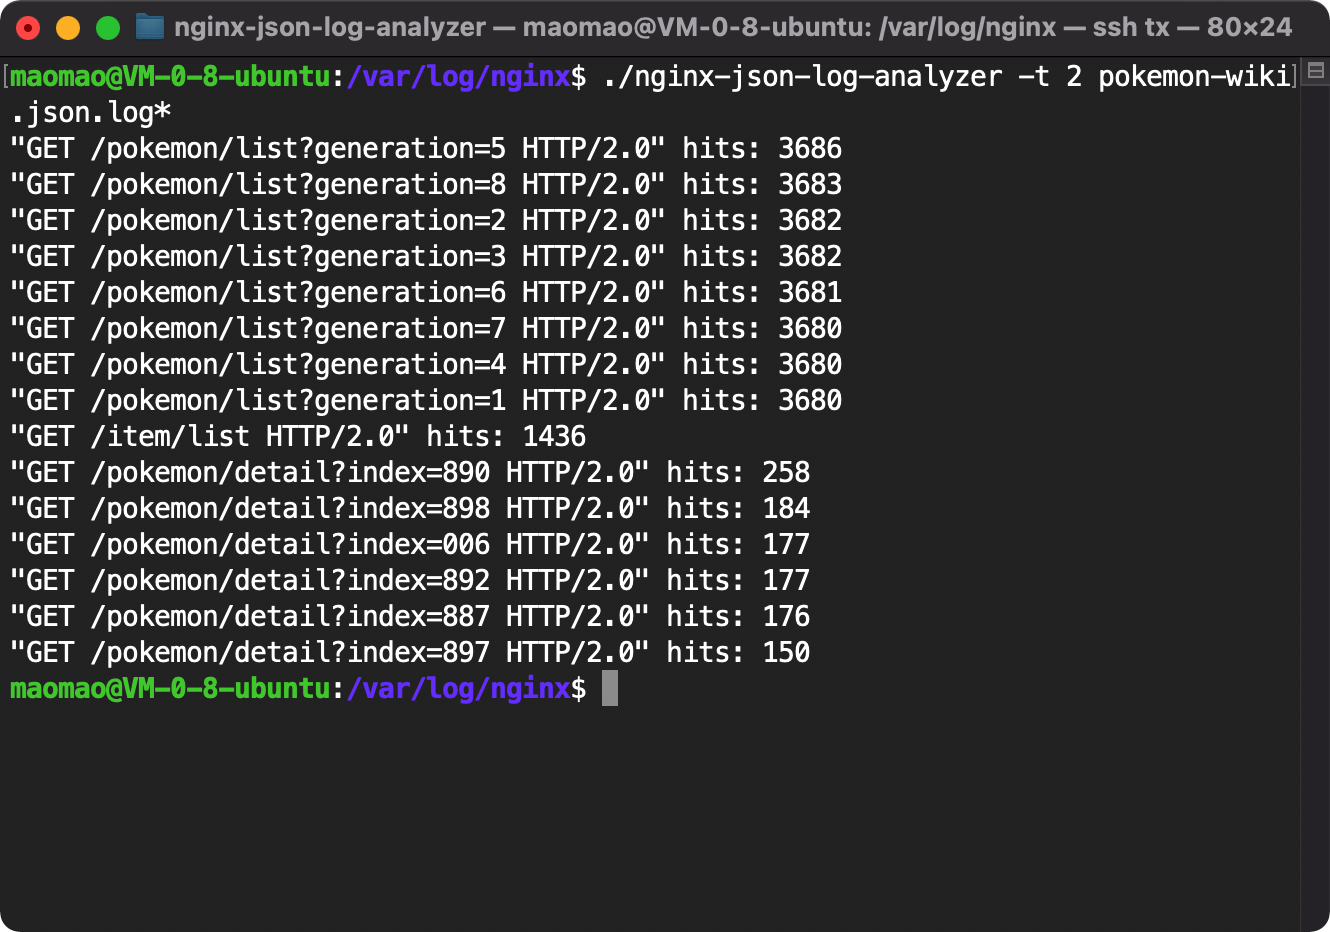 nginx-json-log-analyzer — maomao@VM-0-8-ubuntu: /var/log/nginx — ssh tx — 80×24
[maomao@VM-0-8-ubuntu:/var/log/nginx$ ./nginx-json-log-analyzer -t 2 pokemon-wiki]
.json.log*
"GET /pokemon/list?generation=5 HTTP/2.0" hits: 3686
"GET /pokemon/list?generation=8 HTTP/2.0" hits: 3683
"GET /pokemon/list?generation=2 HTTP/2.0" hits: 3682
"GET /pokemon/list?generation=3 HTTP/2.0" hits: 3682
"GET /pokemon/list?generation=6 HTTP/2.0" hits: 3681
"GET /pokemon/list?generation=7 HTTP/2.0" hits: 3680
"GET /pokemon/list?generation=4 HTTP/2.0" hits: 3680
"GET /pokemon/list?generation=1 HTTP/2.0" hits: 3680
"GET /item/list HTTP/2.0" hits: 1436
"GET /pokemon/detail?index=890 HTTP/2.0" hits: 258
"GET /pokemon/detail?index=898 HTTP/2.0" hits: 184
"GET /pokemon/detail?index=006 HTTP/2.0" hits: 177
"GET /pokemon/detail?index=892 HTTP/2.0" hits: 177
"GET /pokemon/detail?index=887 HTTP/2.0" hits: 176
"GET /pokemon/detail?index=897 HTTP/2.0" hits: 150
maomao@VM-0-8-ubuntu:/var/log/nginx$